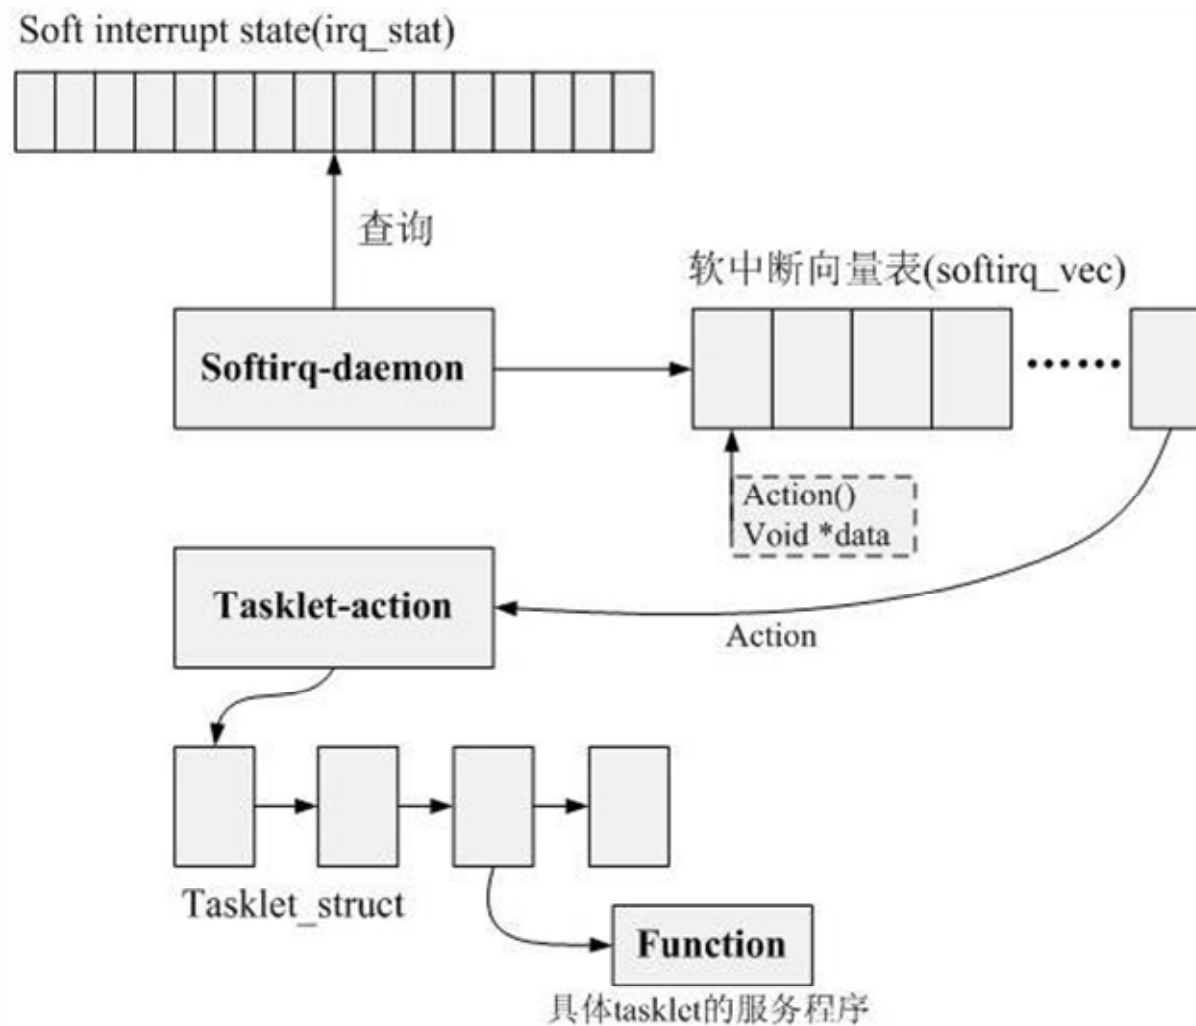 Soft interrupt state(irq_stat)
查询
软中断向量表(softirq_vec)
Softirq-daemon
Action()
Void *data
Tasklet-action
Action
Tasklet_struct
Function
具体tasklet的服务程序